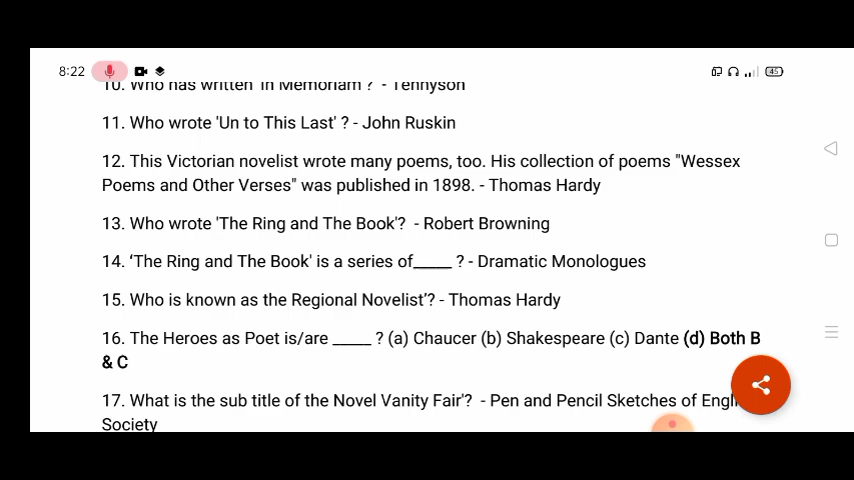 8:22
45
10. Who has written 'In Memoriam'? - Tennyson
11. Who wrote 'Un to This Last' ? - John Ruskin
12. This Victorian novelist wrote many poems, too. His collection of poems "Wessex
Poems and Other Verses" was published in 1898. - Thomas Hardy
13. Who wrote 'The Ring and The Book'? - Robert Browning
14. ‘The Ring and The Book' is a series of_____ ? - Dramatic Monologues
15. Who is known as the Regional Novelist’? - Thomas Hardy
16. The Heroes as Poet is/are _____ ? (a) Chaucer (b) Shakespeare (c) Dante (d) Both B
& C
17. What is the sub title of the Novel Vanity Fair'? - Pen and Pencil Sketches of Engl
Society